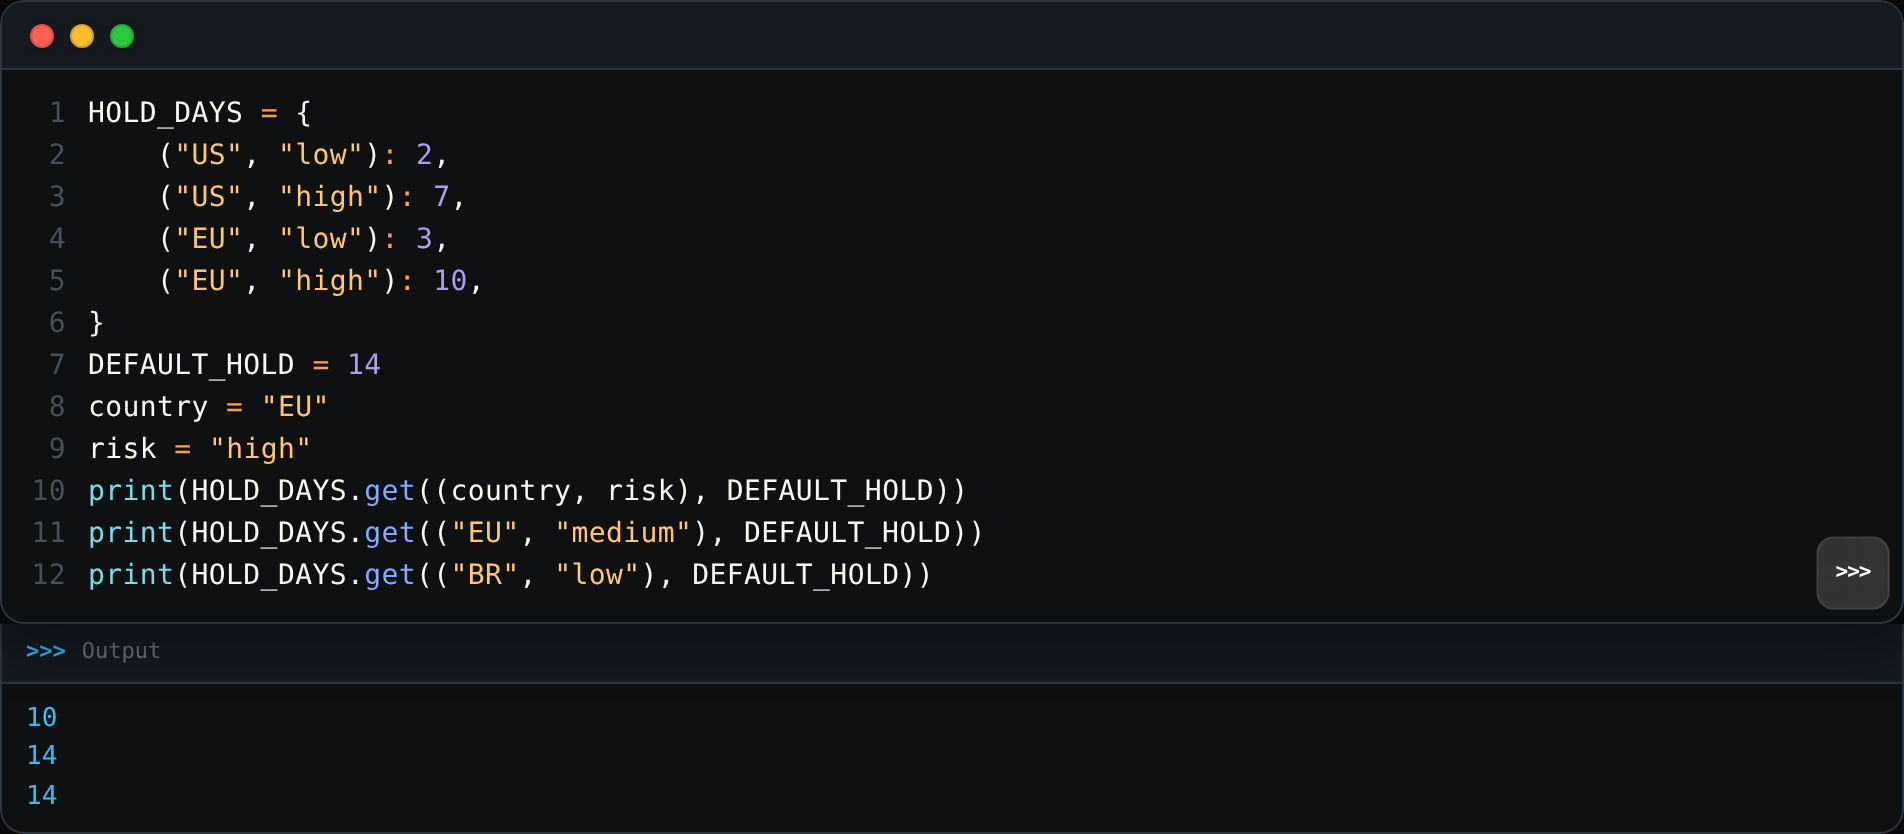 1 HOLD_DAYS = {
2     ("US", "low"): 2,
3     ("US", "high"): 7,
4     ("EU", "low"): 3,
5     ("EU", "high"): 10,
6 }
7 DEFAULT_HOLD = 14
8 country = "EU"
9 risk = "high"
10 print(HOLD_DAYS.get((country, risk), DEFAULT_HOLD))
11 print(HOLD_DAYS.get(("EU", "medium"), DEFAULT_HOLD))
12 print(HOLD_DAYS.get(("BR", "low"), DEFAULT_HOLD))
>>>
>>> Output
10
14
14